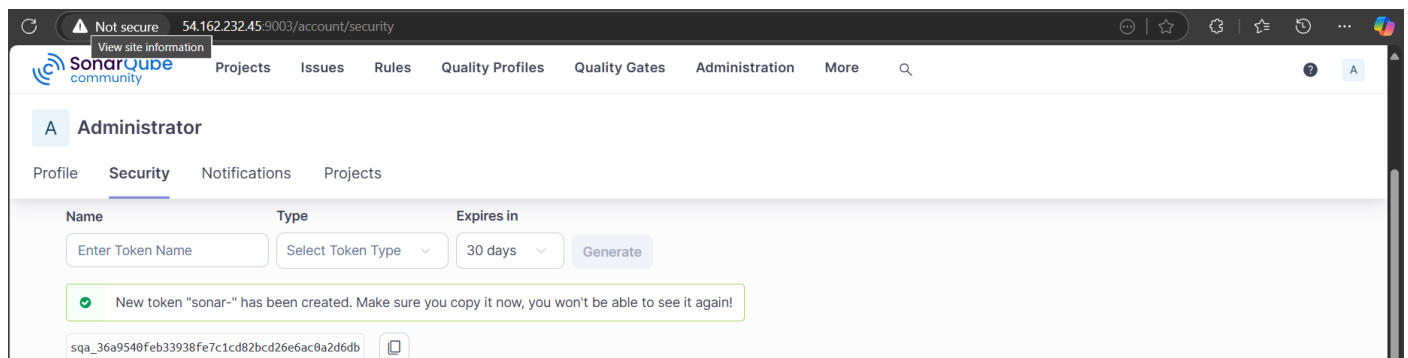 Not secure 54.162.232.45:9003/account/security
View site information
SonarQube community Projects Issues Rules Quality Profiles Quality Gates Administration More ? A
A Administrator
Profile Security Notifications Projects
Name Type Expires in
Enter Token Name Select Token Type 30 days Generate
New token "sonar-" has been created. Make sure you copy it now, you won't be able to see it again!
sqa_36a9540feb33938fe7c1cd82bcd26e6ac0a2d6db